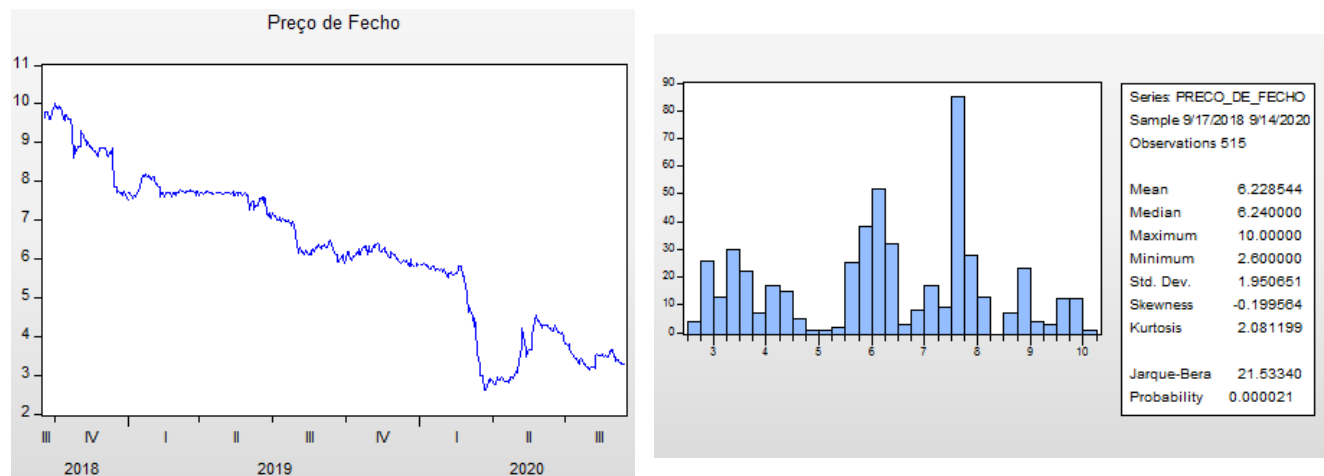 Preço de Fecho
11
10
9
8
7
6
5
4
3
2
III IV I II III IV I II III
2018 2019 2020
90
80
70
60
50
40
30
20
10
0
3 4 5 6 7 8 9 10
Series: PRECO_DE_FECHO
Sample 9/17/2018 9/14/2020
Observations 515
Mean 6.228544
Median 6.240000
Maximum 10.00000
Minimum 2.600000
Std. Dev. 1.950651
Skewness -0.199564
Kurtosis 2.081199
Jarque-Bera 21.53340
Probability 0.000021